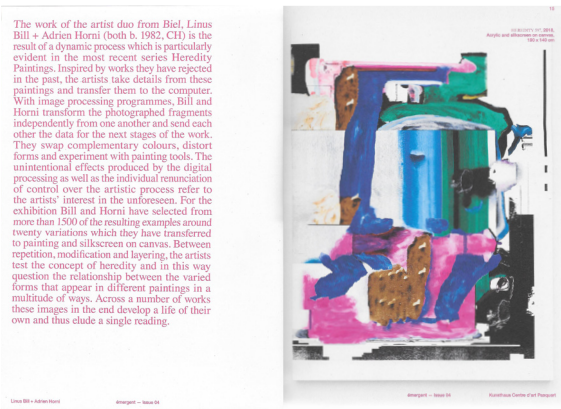 The work of the artist duo from Biel, Linus
Bill + Adrien Horni (both b. 1982, CH) is the
result of a dynamic process which is particularly
evident in the most recent series Heredity
Paintings. Inspired by works they have rejected
in the past, the artists take details from these
paintings and transfer them to the computer.
With image processing programmes, Bill and
Horni transform the photographed fragments
independently from one another and send each
other the data for the next stages of the work.
They swap complementary colours, distort
forms and experiment with painting tools. The
unintentional effects produced by the digital
processing as well as the individual renunciation
of control over the artistic process refer to
the artists' interest in the unforeseen. For the
exhibition Bill and Horni have selected from
more than 1500 of the resulting examples around
twenty variations which they have transferred
to painting and silkscreen on canvas. Between
repetition, modification and layering, the artists
test the concept of heredity and in this way
question the relationship between the varied
forms that appear in different paintings in a
multitude of ways. Across a number of works
these images in the end develop a life of their
own and thus elude a single reading.
Linus Bill + Adrien Horni
émergent — Issue 04
Acrylic and silkscreen on canvas,
émergent — Issue 04
Kunsthaus Centre d'art Pasquart